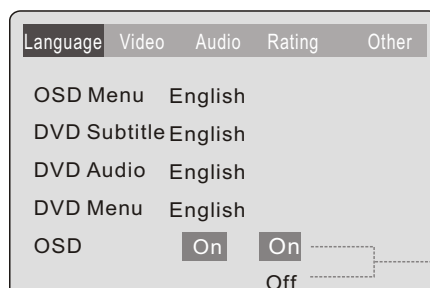 Language Video Audio Rating Other
OSD Menu English
DVD Subtitle English
DVD Audio English
DVD Menu English
OSD On On
Off